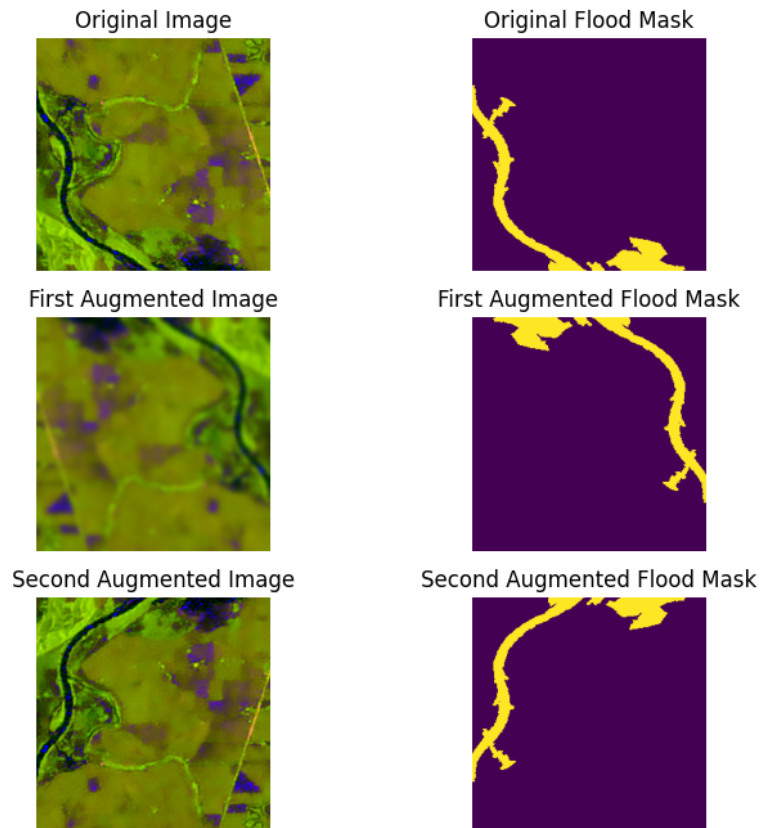 Original Image
Original Flood Mask
First Augmented Image
First Augmented Flood Mask
Second Augmented Image
Second Augmented Flood Mask